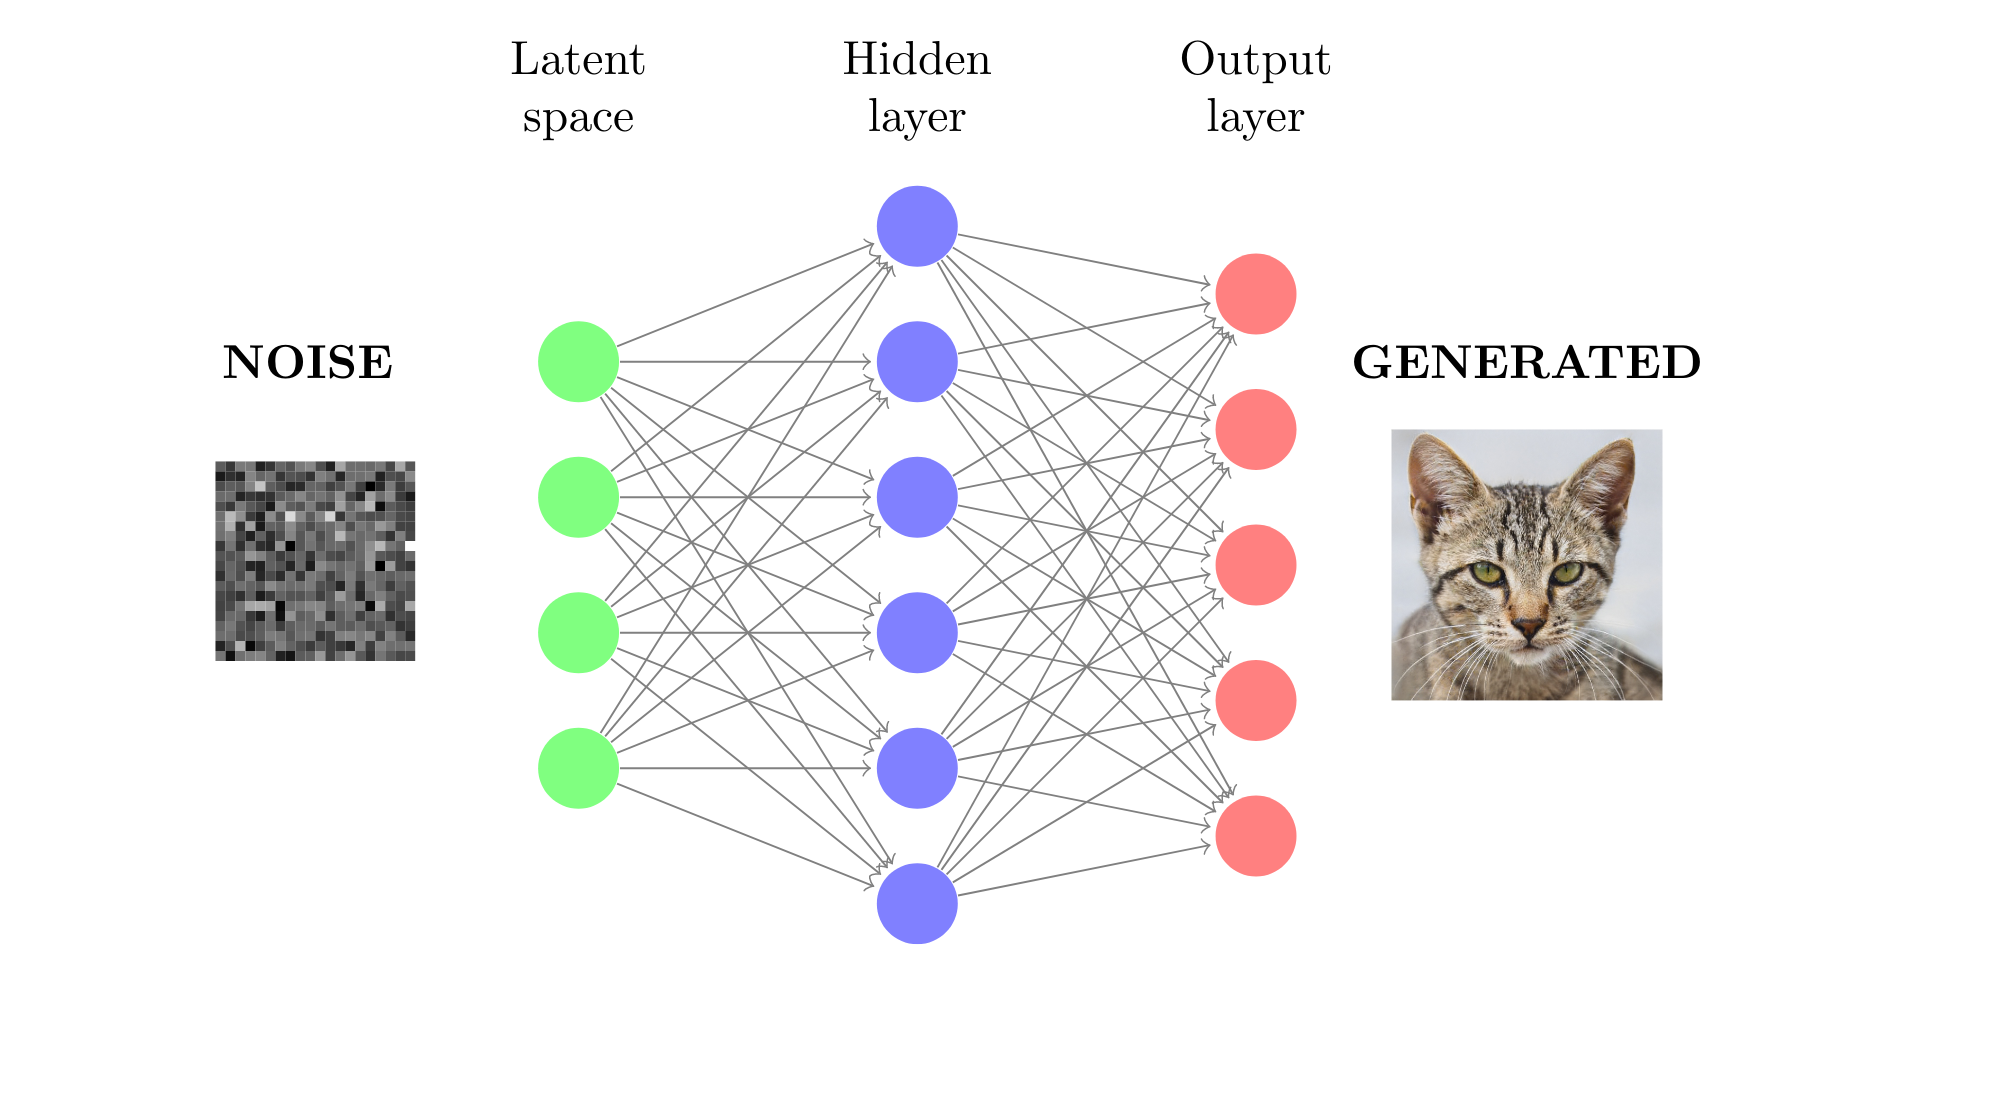 Latent
space
Hidden
layer
Output
layer
NOISE
GENERATED